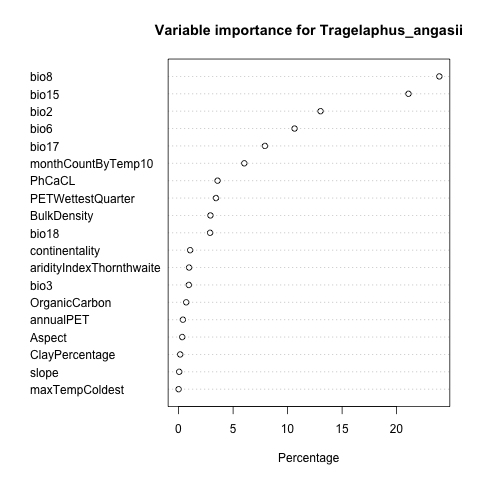 Variable importance for Tragelaphus_angasii
bio8
bio15
bio2
bio6
bio17
monthCountByTemp10
PhCaCL
PETWettestQuarter
BulkDensity
bio18
continentality
aridityIndexThornthwaite
bio3
OrganicCarbon
annualPET
Aspect
ClayPercentage
slope
maxTempColdest
0 5 10 15 20
Percentage